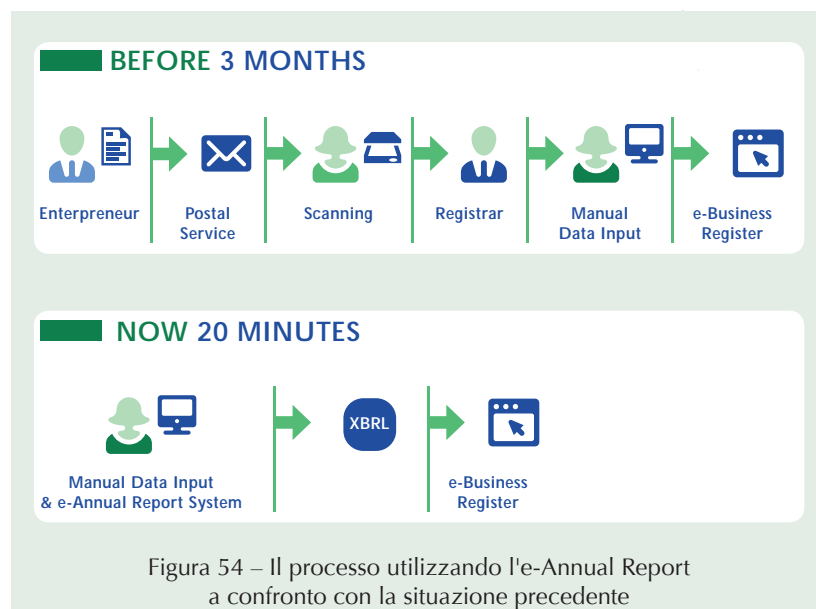 BEFORE 3 MONTHS
Enterpreneur
Postal
Service
Scanning
Registrar
Manual
Data Input
e-Business
Register
NOW 20 MINUTES
XBRL
Manual Data Input
& e-Annual Report System
e-Business
Register
Figura 54 – Il processo utilizzando l'e-Annual Report
a confronto con la situazione precedente